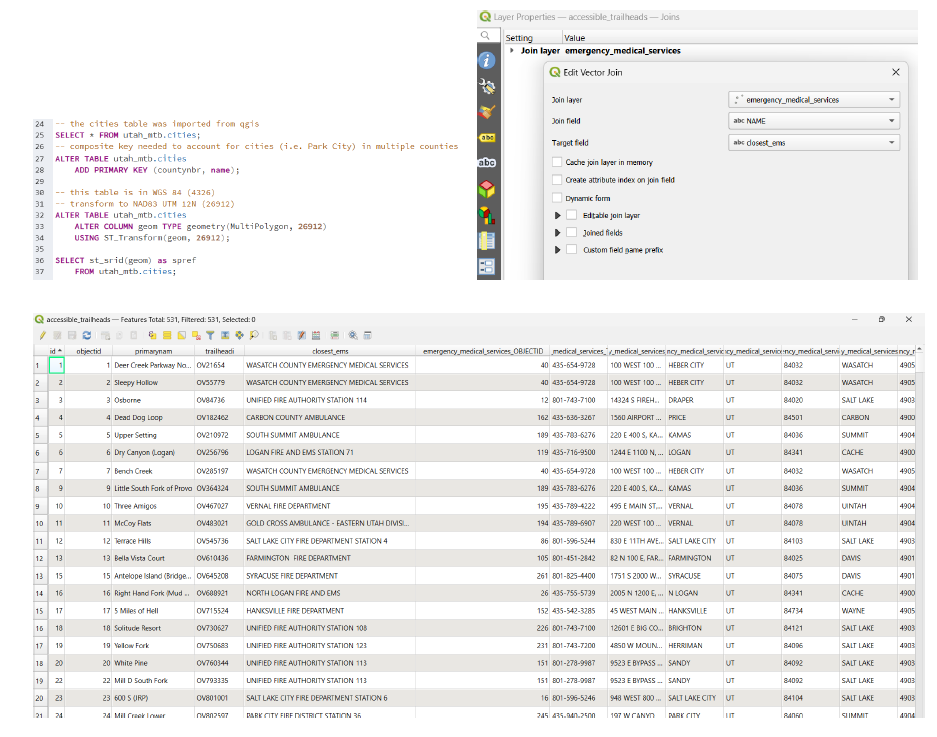 24 -- the cities table was imported from qgis
25 SELECT * FROM utah_mtb.cities;
26 -- composite key needed to account for cities (i.e. Park City) in multiple counties
27 ALTER TABLE utah_mtb.cities
28 ADD PRIMARY KEY (countynbr, name);
29
30 -- this table is in WGS 84 (4326)
31 -- transform to NAD83 UTM 12N (26912)
32 ALTER TABLE utah_mtb.cities
33 ALTER COLUMN geom TYPE geometry(MultiPolygon, 26912)
34 USING ST_Transform(geom, 26912);
35
36 SELECT st_srid(geom) as spref
37 FROM utah_mtb.cities;
Layer Properties — accessible_trailheads — Joins
Setting Value
Join layer emergency_medical_services
Edit Vector Join
Join layer emergency_medical_services
Join field abc NAME
Target field abc closest_ems
Cache join layer in memory
Create attribute index on join field
Dynamic form
Editable join layer
Joined fields
Custom field name prefix
accessible_trailheads — Features Total: 531, Filtered: 531, Selected: 0
id objectid primarynam trailheadi closest_ems emergency_medical_services_OBJECTID
1 1 1 Deer Creek Parkway No... OV21654 WASATCH COUNTY EMERGENCY MEDICAL SERVICES 40 435-654-9728 100 WEST 100 ... HEBER CITY UT 84032 WASATCH 4905
2 2 2 Sleepy Hollow OV55779 WASATCH COUNTY EMERGENCY MEDICAL SERVICES 40 435-654-9728 100 WEST 100 ... HEBER CITY UT 84032 WASATCH 4905
3 3 3 Osborne OV84736 UNIFIED FIRE AUTHORITY STATION 114 12 801-743-7100 14324 S FIREH... DRAPER UT 84020 SALT LAKE 4903
4 4 4 Dead Dog Loop OV182462 CARBON COUNTY AMBULANCE 162 435-636-3267 1560 AIRPORT ... PRICE UT 84501 CARBON 4900
5 5 5 Upper Setting OV210972 SOUTH SUMMIT AMBULANCE 189 435-783-6276 220 E 400 S, KA... KAMAS UT 84036 SUMMIT 4904
6 6 6 Dry Canyon (Logan) OV256796 LOGAN FIRE AND EMS STATION 71 119 435-716-9500 1244 E 1100 N, ... LOGAN UT 84341 CACHE 4900
7 7 7 Bench Creek OV285197 WASATCH COUNTY EMERGENCY MEDICAL SERVICES 40 435-654-9728 100 WEST 100 ... HEBER CITY UT 84032 WASATCH 4905
8 9 9 Little South Fork of Provo OV364324 SOUTH SUMMIT AMBULANCE 189 435-783-6276 220 E 400 S, KA... KAMAS UT 84036 SUMMIT 4904
9 10 10 Three Amigos OV467027 VERNAL FIRE DEPARTMENT 195 435-789-4222 495 E MAIN ST,... VERNAL UT 84078 UINTAH 4904
10 11 11 McCoy Flats OV483021 GOLD CROSS AMBULANCE - EASTERN UTAH DIVISI... 194 435-789-6907 220 WEST 100 ... VERNAL UT 84078 UINTAH 4904
11 12 12 Terrace Hills OV545736 SALT LAKE CITY FIRE DEPARTMENT STATION 4 86 801-596-5244 830 E 11TH AVE... SALT LAKE CITY UT 84103 SALT LAKE 4903
12 13 13 Bella Vista Court OV610436 FARMINGTON FIRE DEPARTMENT 105 801-451-2842 82 N 100 E, FAR... FARMINGTON UT 84025 DAVIS 4901
13 15 15 Antelope Island (Bridge... OV645208 SYRACUSE FIRE DEPARTMENT 261 801-825-4400 1751 S 2000 W... SYRACUSE UT 84075 DAVIS 4901
14 16 16 Right Hand Fork (Mud ... OV688921 NORTH LOGAN FIRE AND EMS 26 435-755-5739 2005 N 1200 E, ... N LOGAN UT 84341 CACHE 4900
15 17 17 5 Miles of Hell OV715524 HANKSVILLE FIRE DEPARTMENT 152 435-542-3285 45 WEST MAIN ... HANKSVILLE UT 84734 WAYNE 4905
16 18 18 Solitude Resort OV730627 UNIFIED FIRE AUTHORITY STATION 108 226 801-743-7100 12601 E BIG CO... BRIGHTON UT 84121 SALT LAKE 4903
17 19 19 Yellow Fork OV750683 UNIFIED FIRE AUTHORITY STATION 123 231 801-743-7200 4850 W MOUN... HERRIMAN UT 84096 SALT LAKE 4903
18 20 20 White Pine OV760344 UNIFIED FIRE AUTHORITY STATION 113 151 801-278-9987 9523 E BYPASS ... SANDY UT 84092 SALT LAKE 4903
19 22 22 Mill D South Fork OV793335 UNIFIED FIRE AUTHORITY STATION 113 151 801-278-9987 9523 E BYPASS ... SANDY UT 84092 SALT LAKE 4903
20 23 23 600 S (JRP) OV801001 SALT LAKE CITY FIRE DEPARTMENT STATION 6 16 801-596-5246 948 WEST 800 ... SALT LAKE CITY UT 84104 SALT LAKE 4903
21 24 24 Mill Creek Lower OV802597 PARK CITY FIRE DISTRICT STATION 36 245 435-940-2500 197 W CANYO... PARK CITY UT 84060 SUMMIT 4904